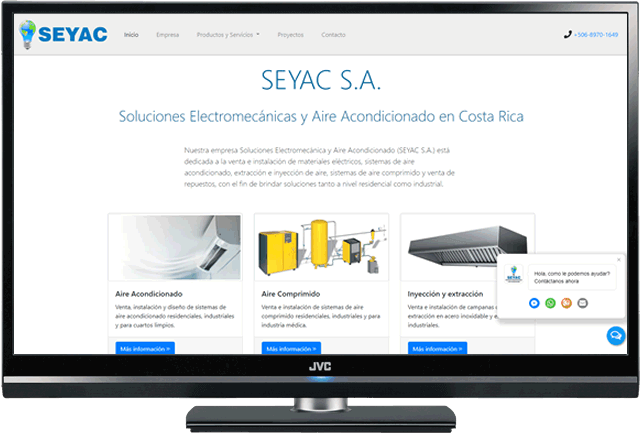 SEYAC Inicio Empresa Productos y Servicios Proyectos Contacto +506-8970-1649
SEYAC S.A.
Soluciones Electromecánicas y Aire Acondicionado en Costa Rica
Nuestra empresa Soluciones Electromecánica y Aire Acondicionado (SEYAC S.A.) está
dedicada a la venta e instalación de materiales eléctricos, sistemas de aire
acondicionado, extracción e inyección de aire, sistemas de aire comprimido y venta de
repuestos, con el fin de brindar soluciones tanto a nivel residencial como industrial.
Aire Acondicionado
Venta, instalación y diseño de sistemas de
aire acondicionado residenciales, industriales
y para cuartos limpios.
Más información >
Aire Comprimido
Venta e instalación de sistemas de aire
comprimido residenciales, industriales y para
industria médica.
Más información >
Inyección y extracción
Venta e instalación de campanas
extracción en acero inoxidable y
industriales.
Más información >
SEYAC
Hola, como le podemos ayudar?
Contáctanos ahora
JVC